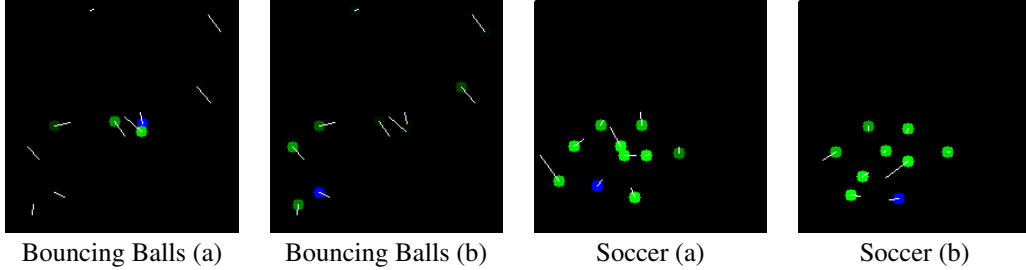 Bouncing Balls (a)
Bouncing Balls (b)
Soccer (a)
Soccer (b)